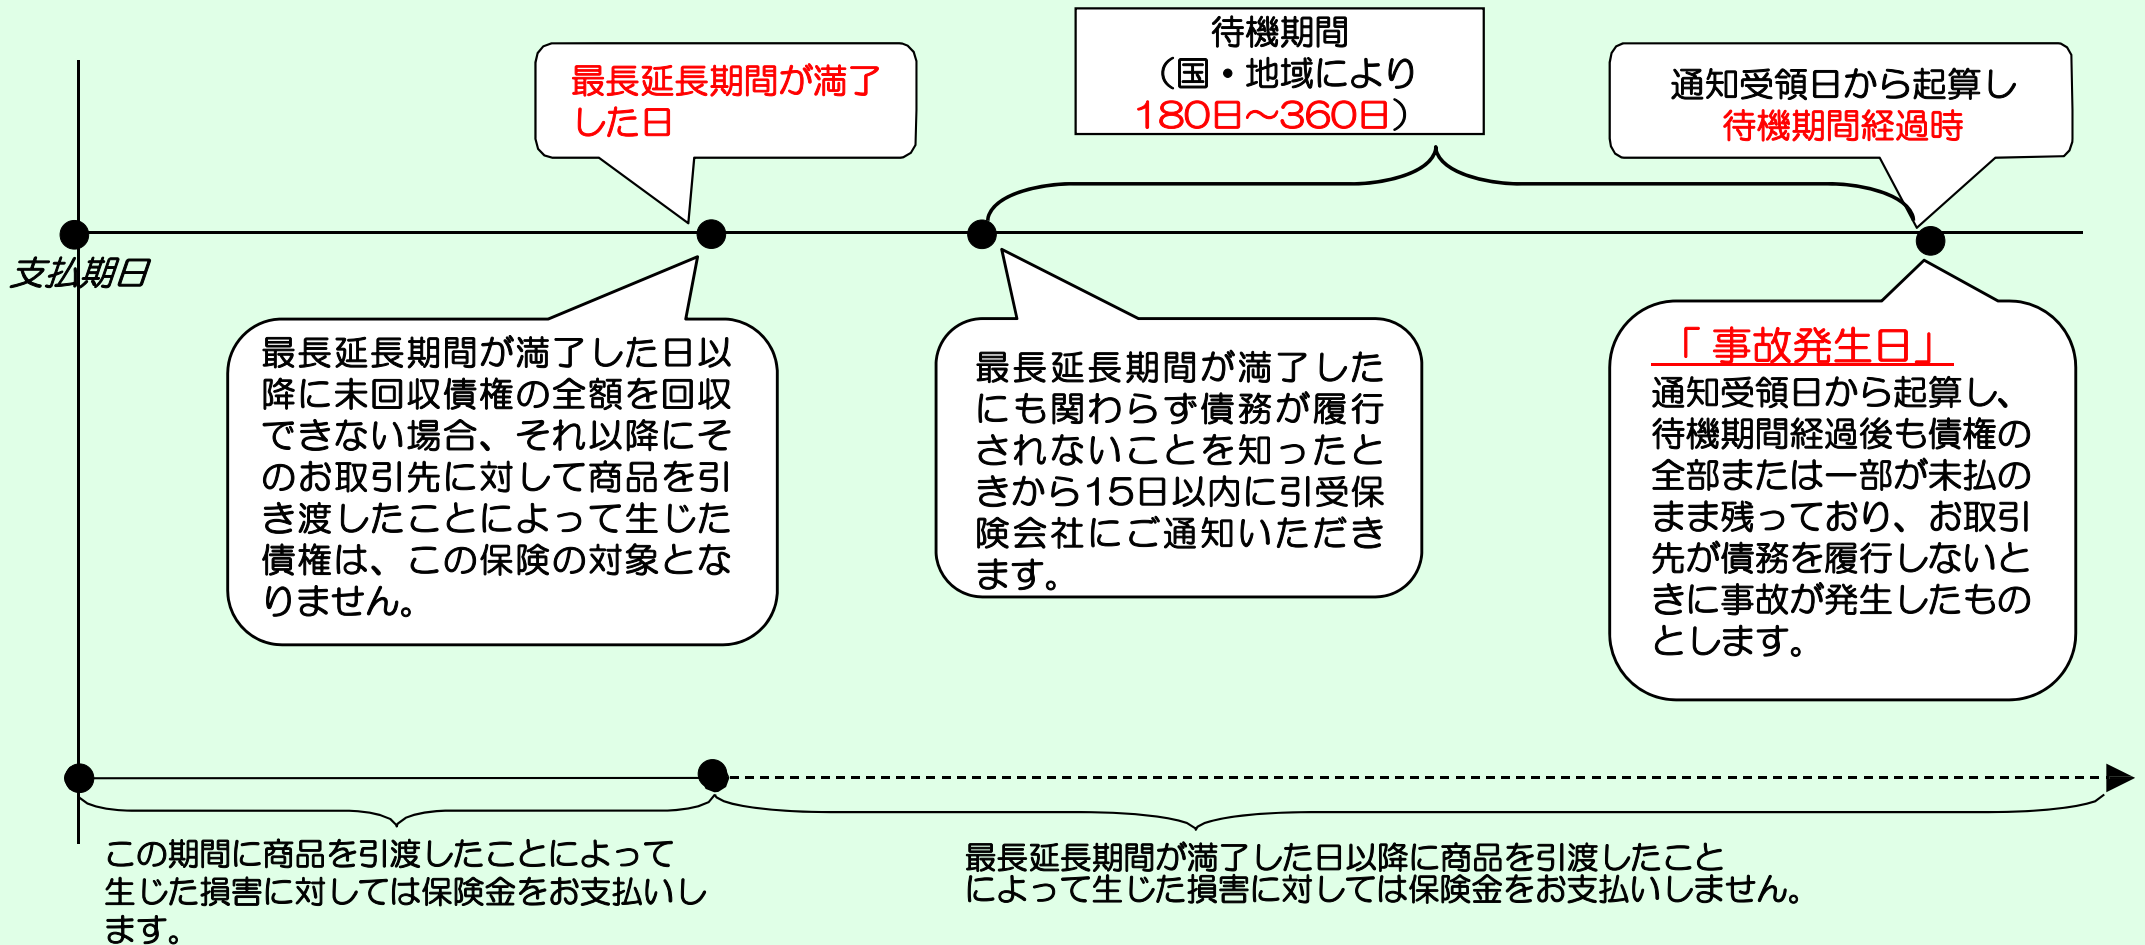 待機期間
（国・地域により
180日～360日）
最長延長期間が満了
した日
通知受領日から起算し
待機期間経過時
支払期日
最長延長期間が満了した日以
降に未回収債権の全額を回収
できない場合、それ以降にそ
のお取引先に対して商品を引
き渡したことによって生じた
債権は、この保険の対象とな
りません。
最長延長期間が満了した
にも関わらず債務が履行
されないことを知ったと
きから15日以内に引受保
険会社にご通知いただき
ます。
「 事故発生日」
通知受領日から起算し、
待機期間経過後も債権の
全部または一部が未払の
まま残っており、お取引
先が債務を履行しないと
きに事故が発生したもの
とします。
この期間に商品を引渡したことによって
生じた損害に対しては保険金をお支払いし
ます。
最長延長期間が満了した日以降に商品を引渡したこと
によって生じた損害に対しては保険金をお支払いしません。